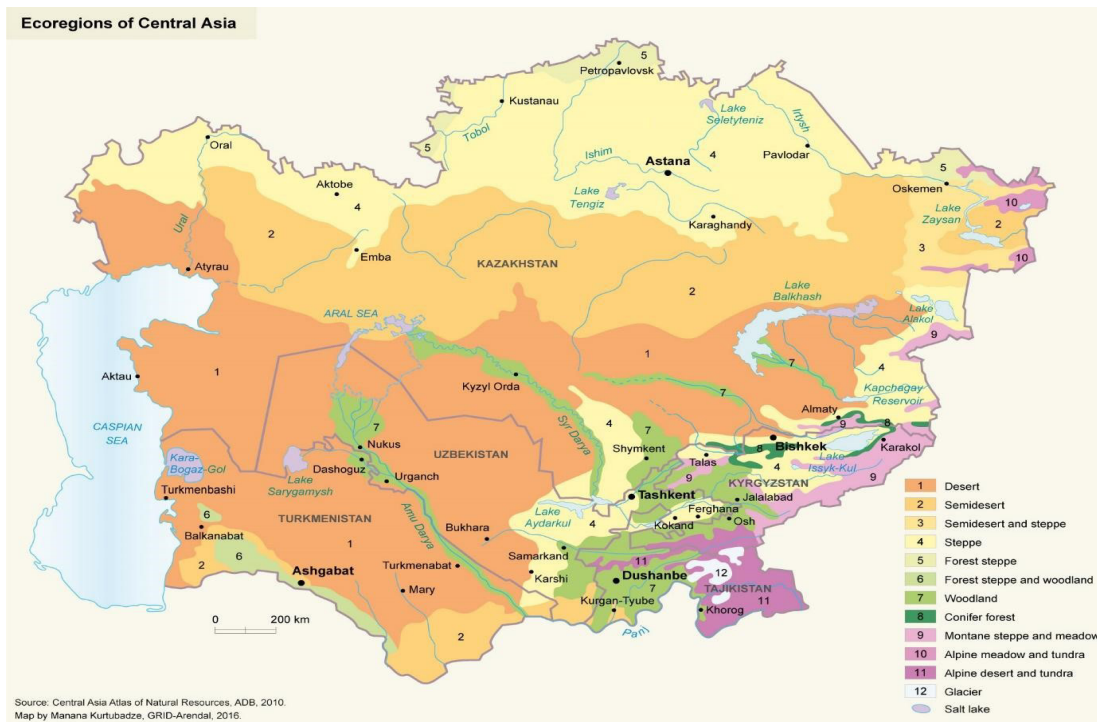 Ecoregions of Central Asia
5
Petropavlovsk
Kustanau
Lake
Seletyteniz
Irtysh
Tobol
Oral
5
Ishim
Astana
4
Pavlodar
5
Aktobe
Lake
Tengiz
Oskemen
10
4
Karaghandy
Lake
Zaysan
2
Ural
2
3
Emba
10
Atyrau
KAZAKHSTAN
2
Lake
Balkhash
Lake
Alakol
ARAL SEA
9
1
7
4
Aktau
1
Kyzyl Orda
7
Kapchagay
Reservoir
Almaty
9
8
CASPIAN
SEA
Syr Darya
4
7
Bishkek
Karakol
7
Nukus
Shymkent
8
Lake
Issyk-Kul
Kara-
Bogaz-Gol
Dashoguz
UZBEKISTAN
Talas
4
Lake
Sarygamysh
Urganch
9
KYRGYZSTAN
9
Turkmenbashi
Tashkent
Jalalabad
6
TURKMENISTAN
Amu Darya
Lake
Aydarkul
Ferghana
Balkanabat
Bukhara
4
Kokand
Osh
6
1
Samarkand
2
Turkmenabat
Karshi
11
12
Ashgabat
Dushanbe
TAJIKISTAN
Mary
7
11
Kurgan-Tyube
Khorog
2
Panj
0 200 km
1 Desert
2 Semidesert
3 Semidesert and steppe
4 Steppe
5 Forest steppe
6 Forest steppe and woodland
7 Woodland
8 Conifer forest
9 Montane steppe and meadow
10 Alpine meadow and tundra
11 Alpine desert and tundra
12 Glacier
Salt lake
Source: Central Asia Atlas of Natural Resources, ADB, 2010.
Map by Manana Kurtubadze, GRID-Arendal, 2016.